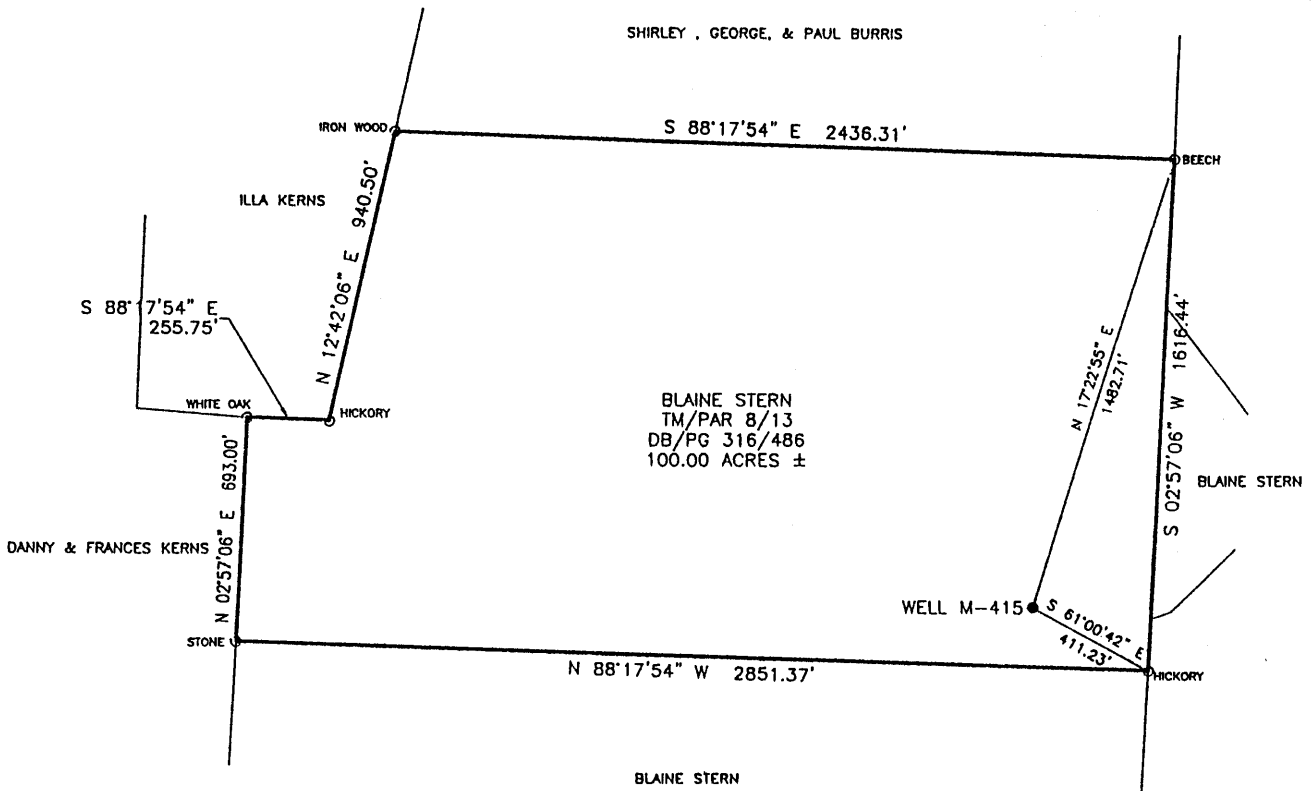 SHIRLEY , GEORGE, & PAUL BURRIS
IRON WOOD
S 88°17'54" E 2436.31'
BEECH
ILLA KERNS
N 12°42'06" E 940.50'
S 88°17'54" E
255.75'
WHITE OAK
HICKORY
BLAINE STERN
TM/PAR 8/13
DB/PG 316/486
100.00 ACRES ±
N 17°22'55" E
1482.71'
S 02°57'06" W 1616.44'
BLAINE STERN
DANNY & FRANCES KERNS
N 02°57'06" E 693.00'
WELL M-415
S 61°00'42" E
411.23'
STONE
N 88°17'54" W 2851.37'
HICKORY
BLAINE STERN